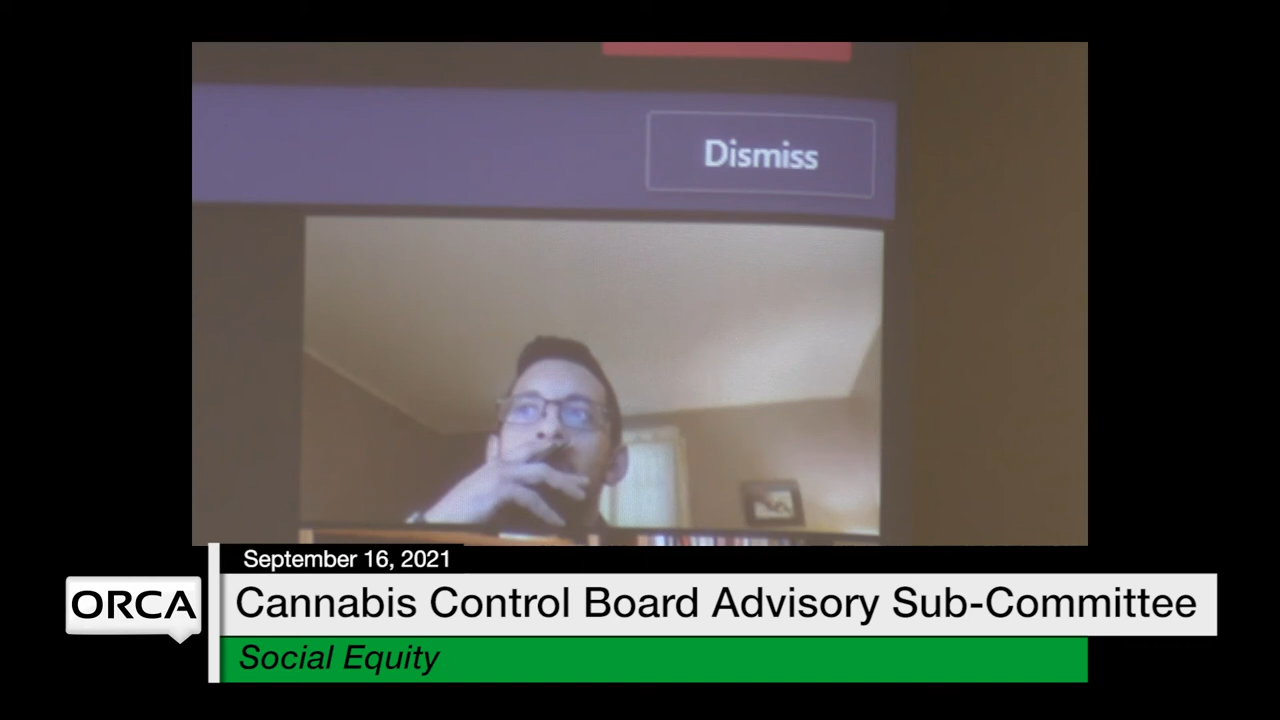 Dismiss
September 16, 2021
ORCA
Cannabis Control Board Advisory Sub-Committee
Social Equity